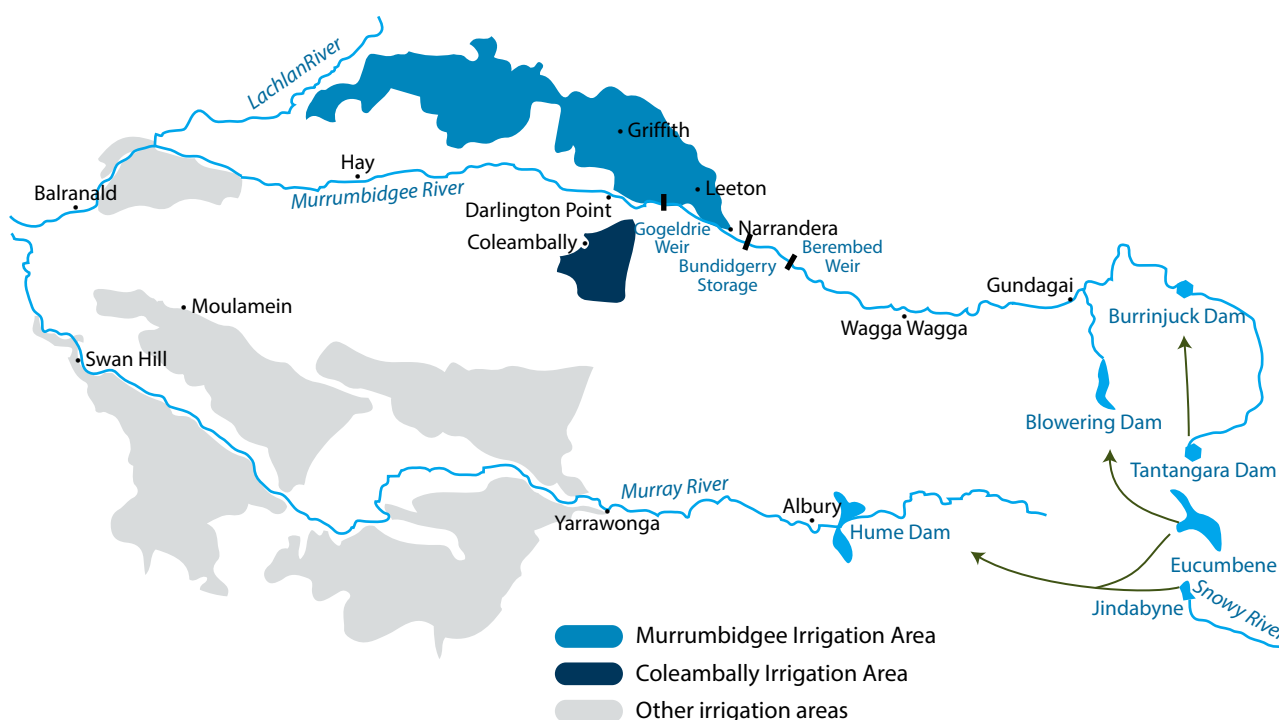 LachlanRiver
Griffith
Hay
Leeton
Balranald
Murrumbidgee River
Darlington Point
Gogeldrie
Weir
Narrandera
Coleambally
Bundidgerry
Storage
Berembed
Weir
Gundagai
Moulamein
Burrinjuck Dam
Wagga Wagga
Swan Hill
Blowering Dam
Tantangara Dam
Murray River
Albury
Yarrawonga
Hume Dam
Eucumbene
Jindabyne
Snowy River
Murrumbidgee Irrigation Area
Coleambally Irrigation Area
Other irrigation areas